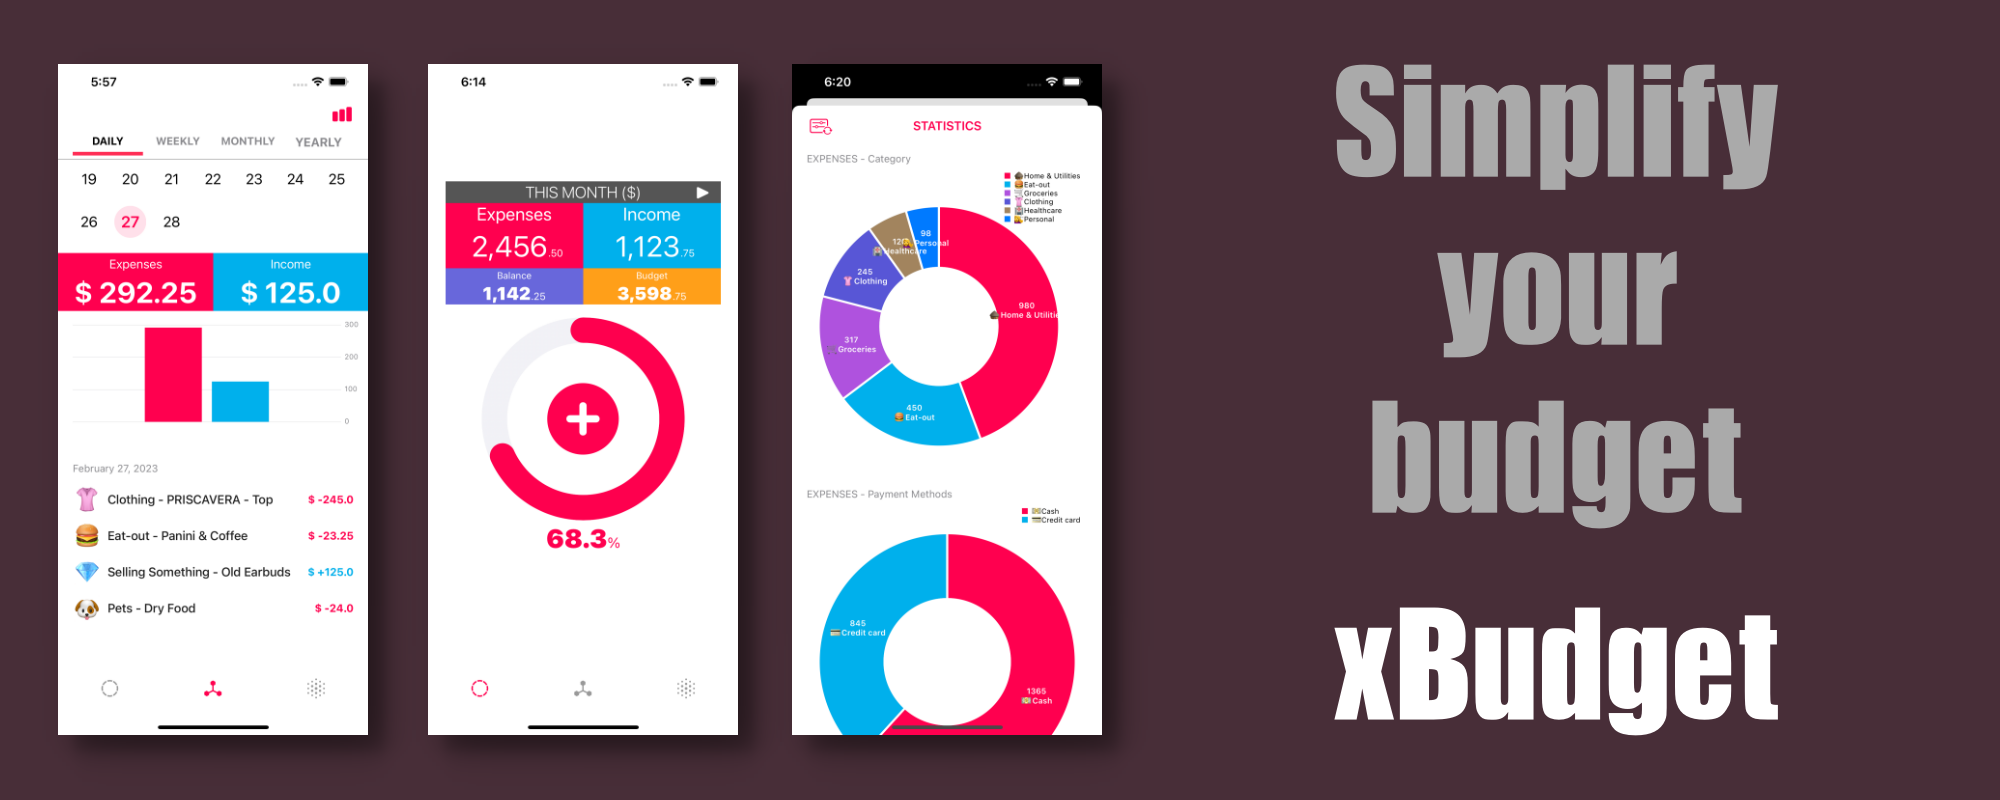 5:57
DAILY WEEKLY MONTHLY YEARLY
19 20 21 22 23 24 25
26 27 28
Expenses Income
$ 292.25 $ 125.0
300
200
100
0
February 27, 2023
Clothing - PRISCAVERA - Top $ -245.0
Eat-out - Panini & Coffee $ -23.25
Selling Something - Old Earbuds $ +125.0
Pets - Dry Food $ -24.0
6:14
THIS MONTH ($)
Expenses Income
2,456.50 1,123.75
Balance Budget
1,142.25 3,598.75
68.3%
6:20
STATISTICS
EXPENSES - Category
Home & Utilities
Eat-out
Groceries
Clothing
Healthcare
Personal
98
Personal
Healthcare
245
Clothing
980
Home & Utilitie
317
Groceries
450
Eat-out
EXPENSES - Payment Methods
Cash
Credit card
845
Credit card
1365
Cash
Simplify
your
budget
xBudget